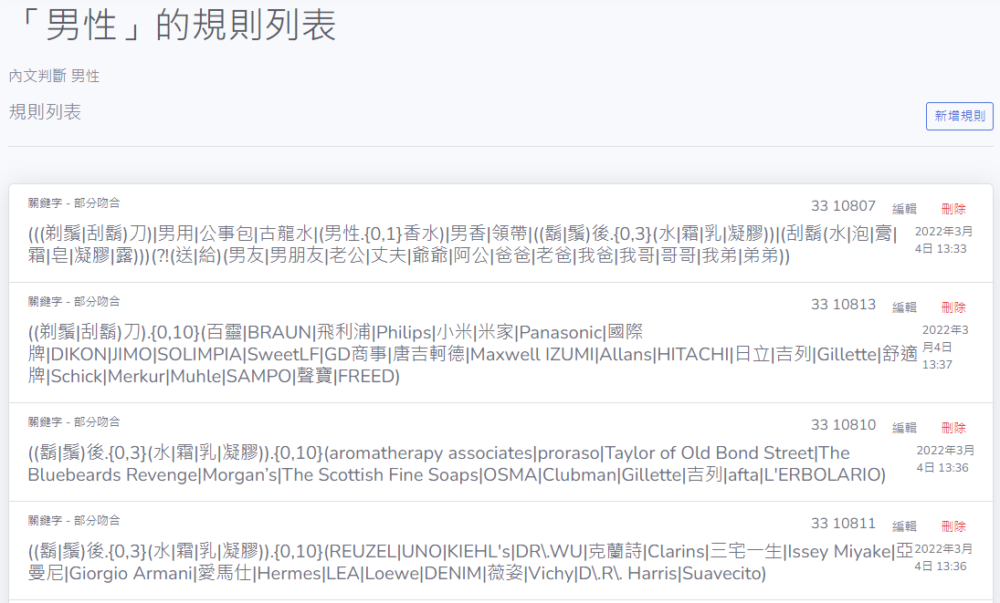 「男性」的規則列表
內文判斷 男性
規則列表
新增規則
關鍵字 - 部分吻合
33 10807 編輯 刪除
(((剃鬚|刮鬍)刀)|男用|公事包|古龍水|(男性.{0,1}香水)|男香|領帶|((鬍|鬚)後.{0,3}(水|霜|乳|凝膠))|(刮鬍(水|泡|膏|
霜|皂|凝膠|露)))(?!(送|給)(男友|男朋友|老公|丈夫|爺爺|阿公|爸爸|老爸|我爸|我哥|哥哥|我弟|弟弟))
2022年3月
4日 13:33
關鍵字 - 部分吻合
33 10813 編輯 刪除
((剃鬚|刮鬍)刀).{0,10}(百靈|BRAUN|飛利浦|Philips|小米|米家|Panasonic|國際
牌|DIKON|JIMO|SOLIMPIA|SweetLF|GD商事|唐吉軻德|Maxwell IZUMI|Allans|HITACHI|日立|吉列|Gillette|舒適
牌|Schick|Merkur|Muhle|SAMPO|聲寶|FREED)
2022年3
月4日
13:37
關鍵字 - 部分吻合
33 10810 編輯 刪除
((鬍|鬚)後.{0,3}(水|霜|乳|凝膠)).{0,10}(aromatherapy associates|proraso|Taylor of Old Bond Street|The
Bluebeards Revenge|Morgan’s|The Scottish Fine Soaps|OSMA|Clubman|Gillette|吉列|afta|L'ERBOLARIO)
2022年3月
4日 13:36
關鍵字 - 部分吻合
33 10811 編輯 刪除
((鬍|鬚)後.{0,3}(水|霜|乳|凝膠)).{0,10}(REUZEL|UNO|KIEHL's|DR\.WU|克蘭詩|Clarins|三宅一生|Issey Miyake|亞
曼尼|Giorgio Armani|愛馬仕|Hermes|LEA|Loewe|DENIM|薇姿|Vichy|D\.R\. Harris|Suavecito)
2022年3月
4日 13:36